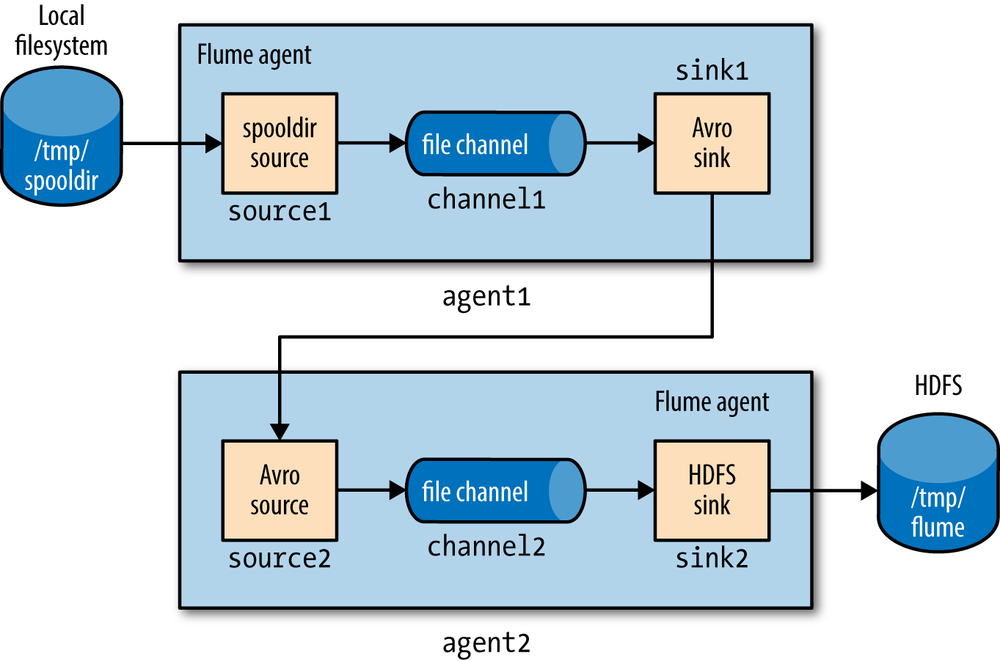 Local
filesystem
/tmp/
spooldir
Flume agent
spooldir
source
source1
file channel
channel1
sink1
Avro
sink
agent1
Flume agent
Avro
source
source2
file channel
channel2
HDFS
sink
sink2
HDFS
/tmp/
flume
agent2